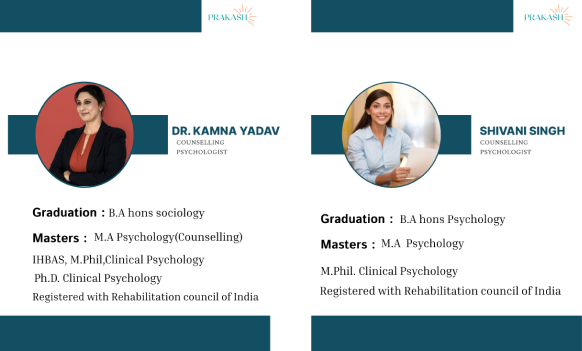 PRAKASH
DR. KAMNA YADAV
COUNSELLING
PSYCHOLOGIST
Graduation : B.A hons sociology
Masters : M.A Psychology(Counselling)
IHBAS, M.Phil,Clinical Psychology
Ph.D. Clinical Psychology
Registered with Rehabilitation council of India
PRAKASH
SHIVANI SINGH
COUNSELLING
PSYCHOLOGIST
Graduation : B.A hons Psychology
Masters : M.A Psychology
M.Phil. Clinical Psychology
Registered with Rehabilitation council of India